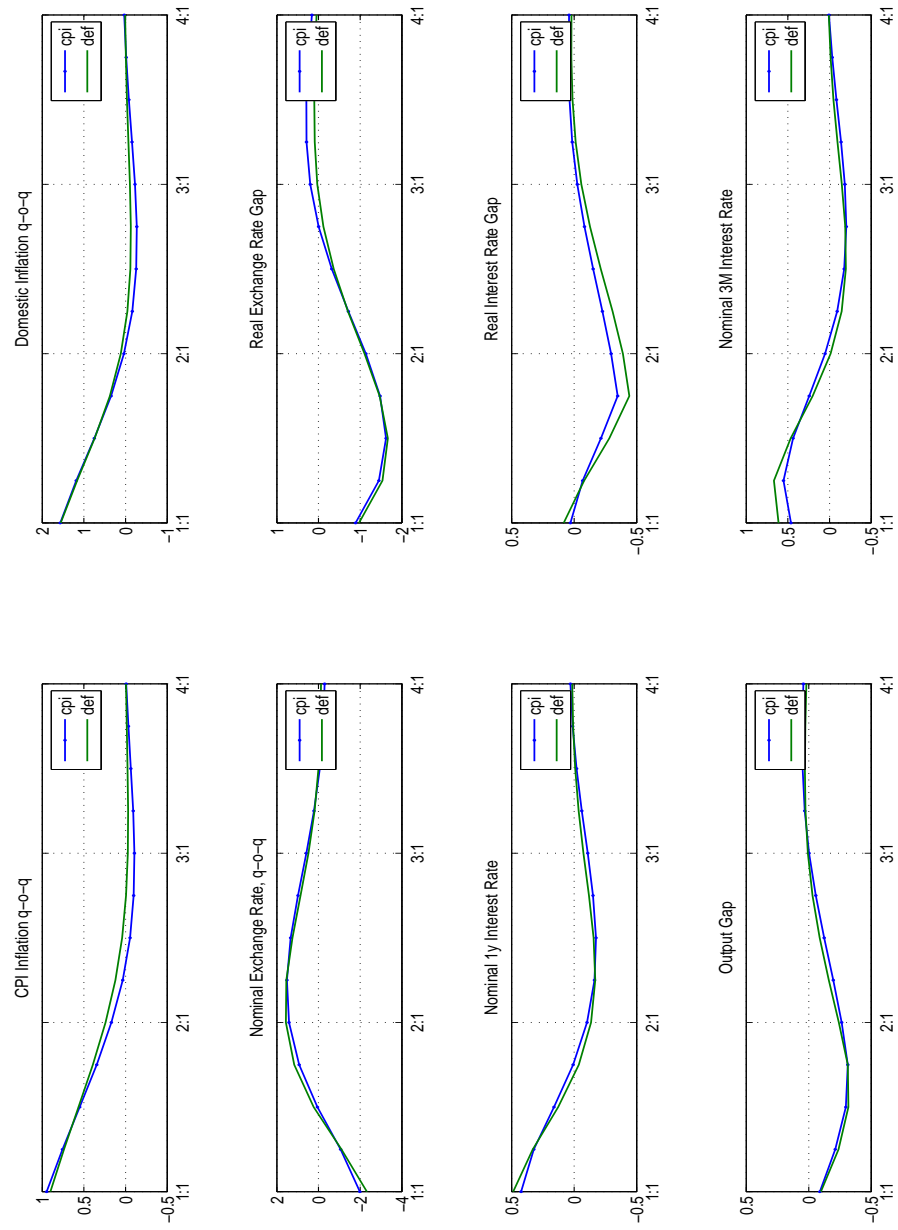 CPI Inflation q−o−q
1
0.5
0
−0.5
1:1 2:1 3:1 4:1
cpi
def
Domestic Inflation q−o−q
2
1
0
−1
1:1 2:1 3:1 4:1
cpi
def
Nominal Exchange Rate, q−o−q
2
0
−2
−4
1:1 2:1 3:1 4:1
cpi
def
Real Exchange Rate Gap
1
0
−1
−2
1:1 2:1 3:1 4:1
cpi
def
Nominal 1y Interest Rate
0.5
0
−0.5
1:1 2:1 3:1 4:1
cpi
def
Real Interest Rate Gap
0.5
0
−0.5
1:1 2:1 3:1 4:1
cpi
def
Output Gap
0.5
0
−0.5
1:1 2:1 3:1 4:1
cpi
def
Nominal 3M Interest Rate
1
0.5
0
−0.5
1:1 2:1 3:1 4:1
cpi
def